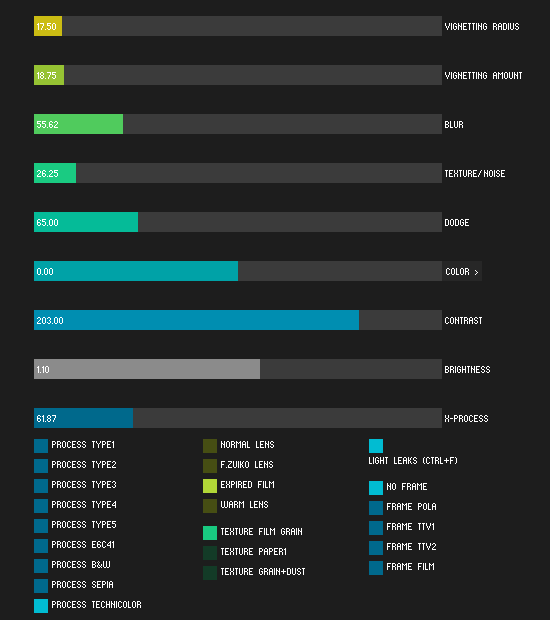 17.50 VIGNETTING RADIUS
18.75 VIGNETTING AMOUNT
55.62 BLUR
26.25 TEXTURE/NOISE
65.00 DODGE
0.00 COLOR >
203.00 CONTRAST
1.10 BRIGHTNESS
61.87 X-PROCESS
PROCESS TYPE1
PROCESS TYPE2
PROCESS TYPE3
PROCESS TYPE4
PROCESS TYPE5
PROCESS E6C41
PROCESS B&W
PROCESS SEPIA
PROCESS TECHNICOLOR
NORMAL LENS
F.ZUIKO LENS
EXPIRED FILM
WARM LENS
TEXTURE FILM GRAIN
TEXTURE PAPER1
TEXTURE GRAIN+DUST
LIGHT LEAKS (CTRL+F)
NO FRAME
FRAME POLA
FRAME TTV1
FRAME TTV2
FRAME FILM